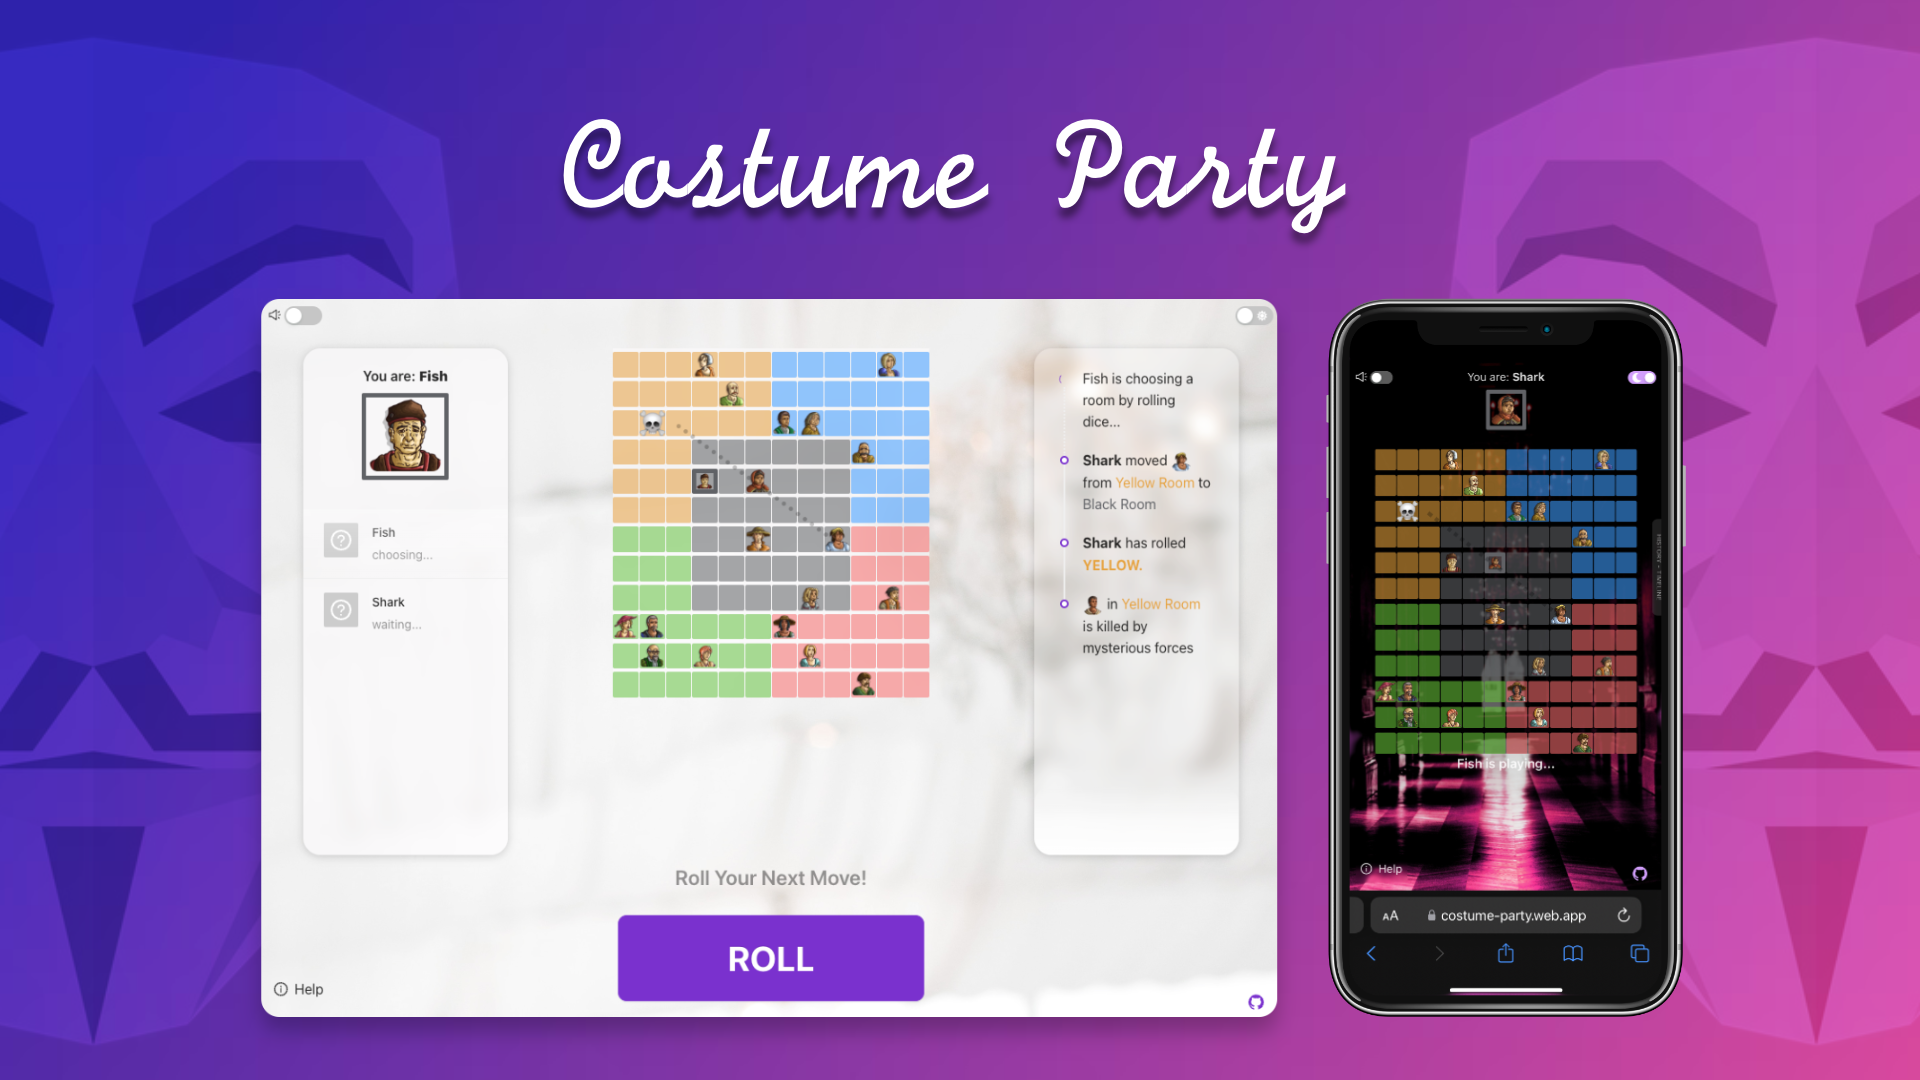 Costume Party
You are: Fish
Fish
choosing...
Shark
waiting...
Fish is choosing a
room by rolling
dice...
Shark moved
from Yellow Room to
Black Room
Shark has rolled
YELLOW.
in Yellow Room
is killed by
mysterious forces
Roll Your Next Move!
ROLL
Help
You are: Shark
HISTORY - TIMELINE
Fish is playing...
Help
AA costume-party.web.app